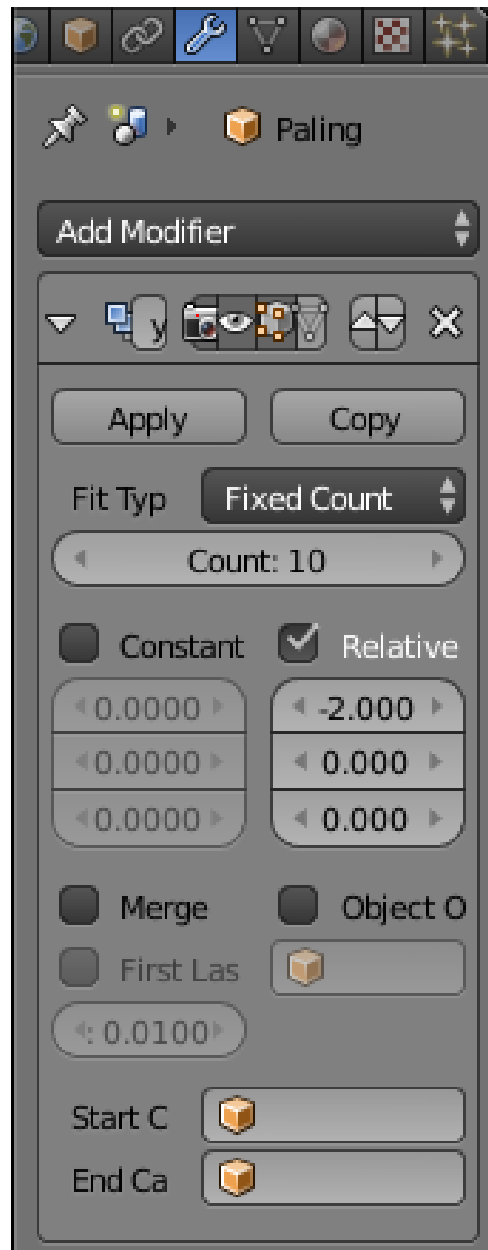 Paling
Add Modifier
y
Apply Copy
Fit Typ Fixed Count
Count: 10
Constant Relative
0.0000 -2.000
0.0000 0.000
0.0000 0.000
Merge Object O
First Las
: 0.0100
Start C
End Ca